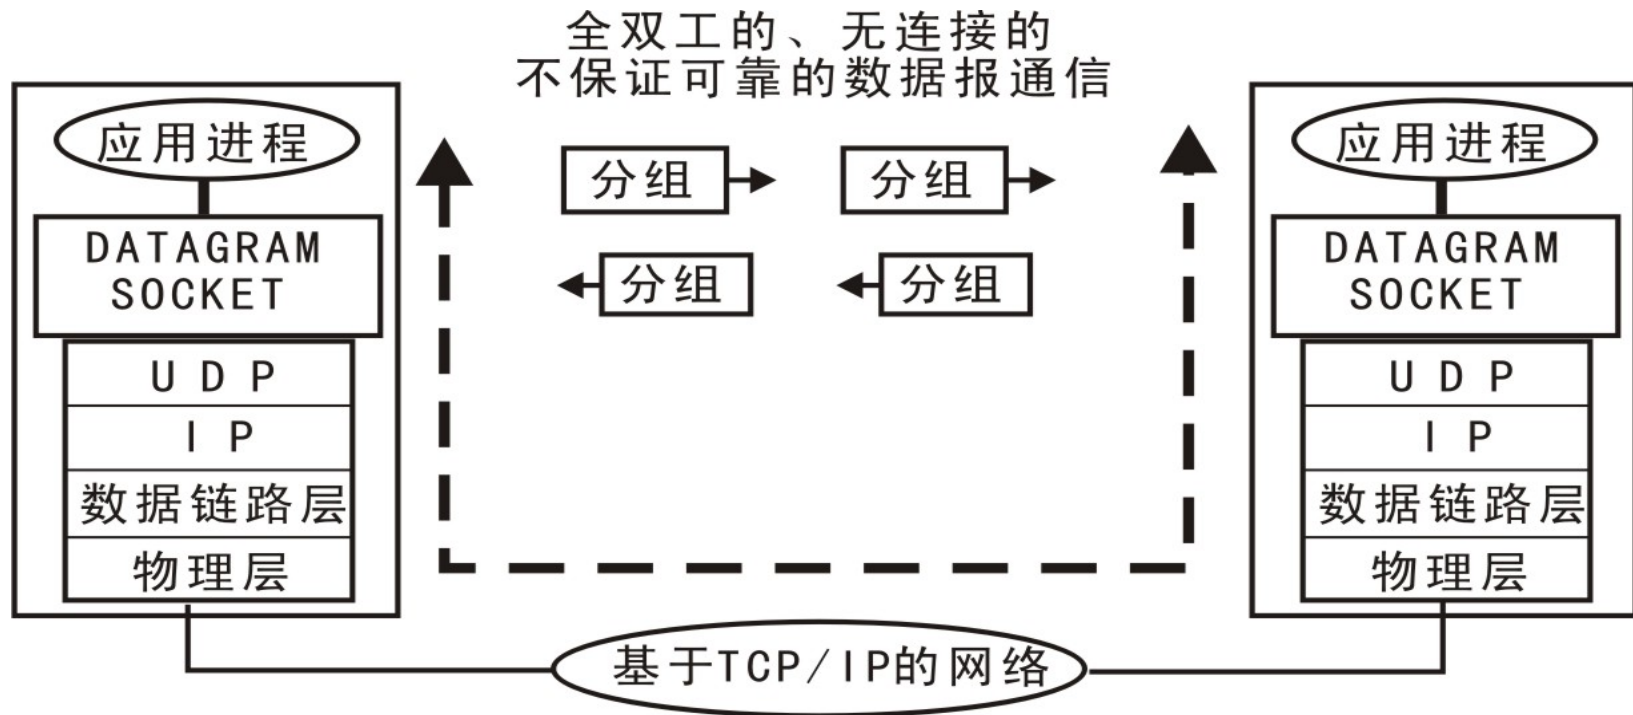 全双工的、无连接的
不保证可靠的数据报通信
应用进程
DATAGRAM
SOCKET
UDP
IP
数据链路层
物理层
分组
分组
分组
分组
应用进程
DATAGRAM
SOCKET
UDP
IP
数据链路层
物理层
基于TCP/IP的网络